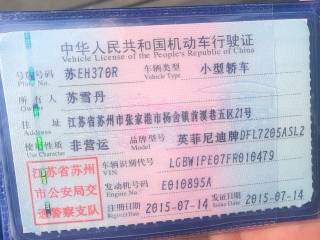 中华人民共和国机动车行驶证
Vehicle License of the People's Republic of China
号牌号码 苏EH370R 车辆类型 小型轿车
Plate No. Vehicle Type
所有人 苏雪丹
Owner
住址 江苏省苏州市张家港市杨舍镇前溪巷五区21号
使用性质 非营运 品牌型号 英菲尼迪牌DFL7205ASL2
Use Character Model
江苏省苏
州市公安局交
通警察支队
车辆识别代号 LGBW1PE07FR010479
VIN
发动机号码 E010895A
Engine No.
注册日期 2015-07-14 发证日期 2015-07-14
Register Date Issue Date